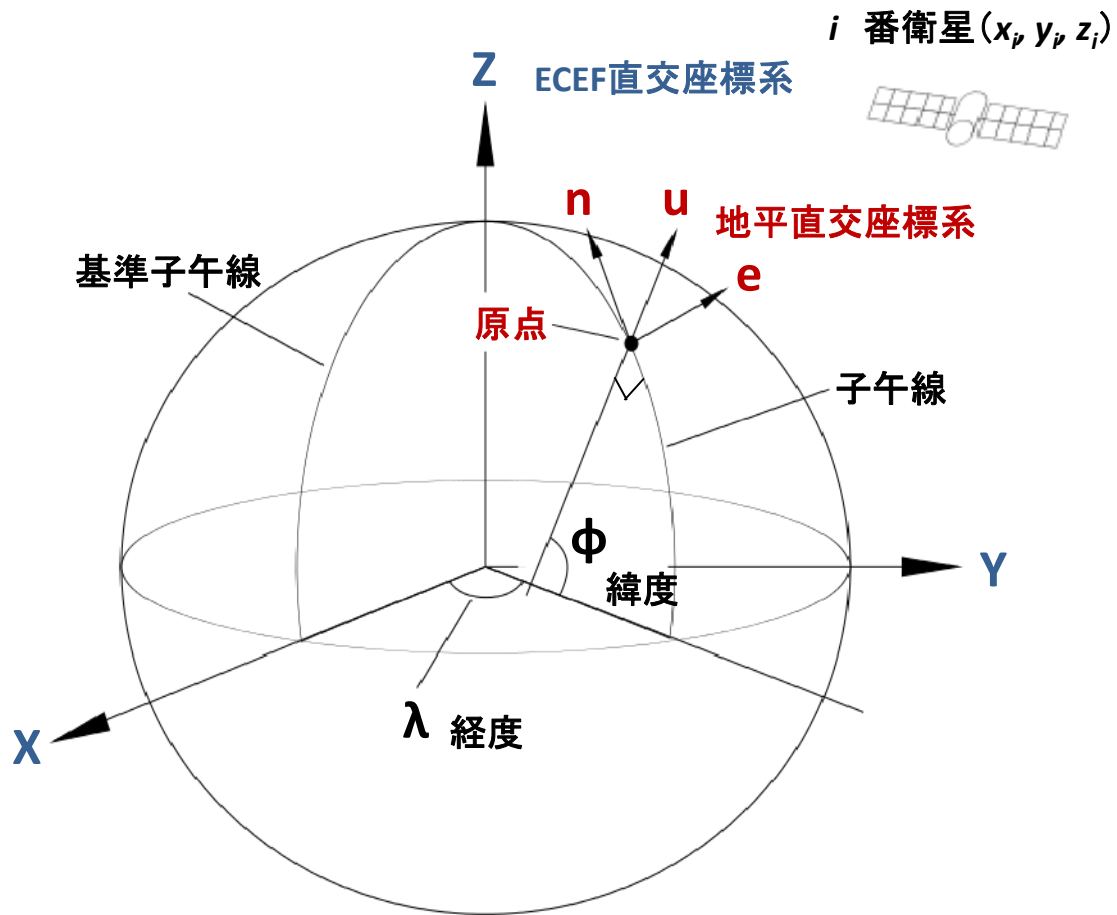 i 番衛星(xi, yi, zi)
Z ECEF直交座標系
n u 地平直交座標系
e
基準子午線
原点
子午線
ϕ
緯度
Y
λ 経度
X